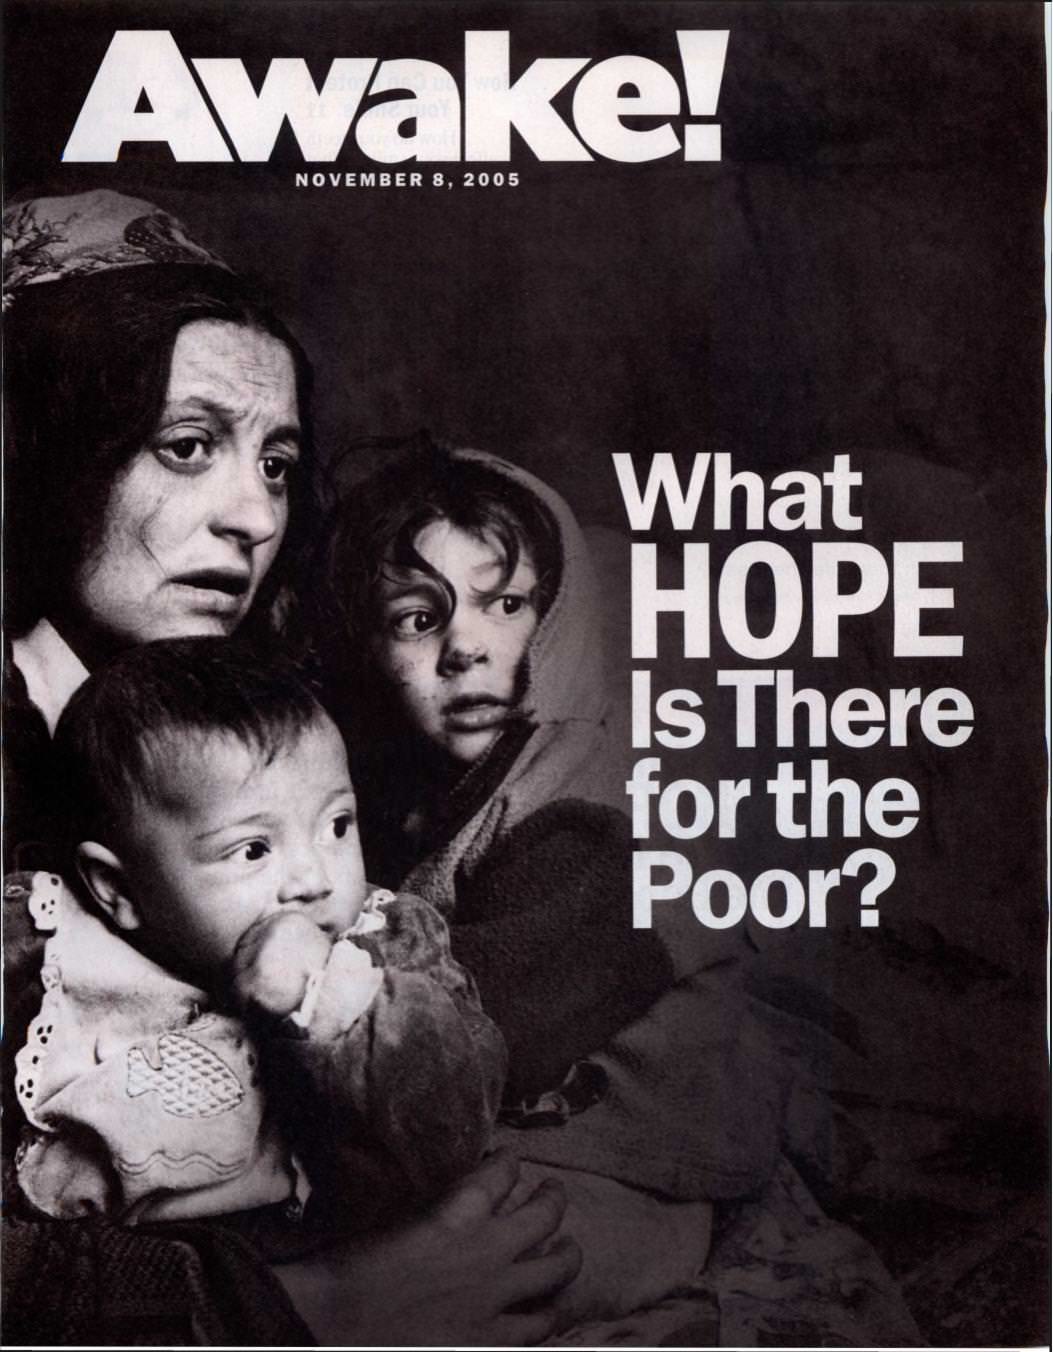 Awake!
NOVEMBER 8, 2005
What
HOPE
Is There
for the
Poor?